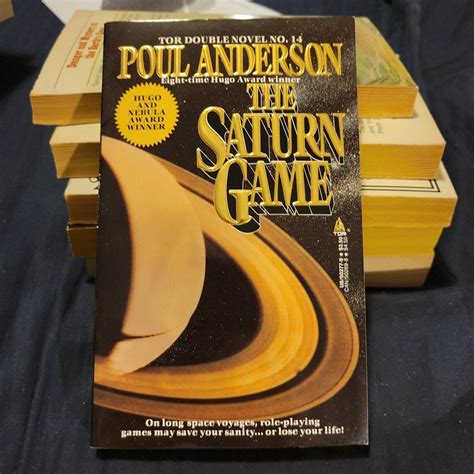 TOR DOUBLE NOVEL NO. 14
POUL ANDERSON
Eight-time Hugo Award winner
THE
SATURN
GAME
HUGO
AND
NEBULA
AWARD
WINNER
TOR
On long space voyages, role-playing
games may save your sanity... or lose your life!